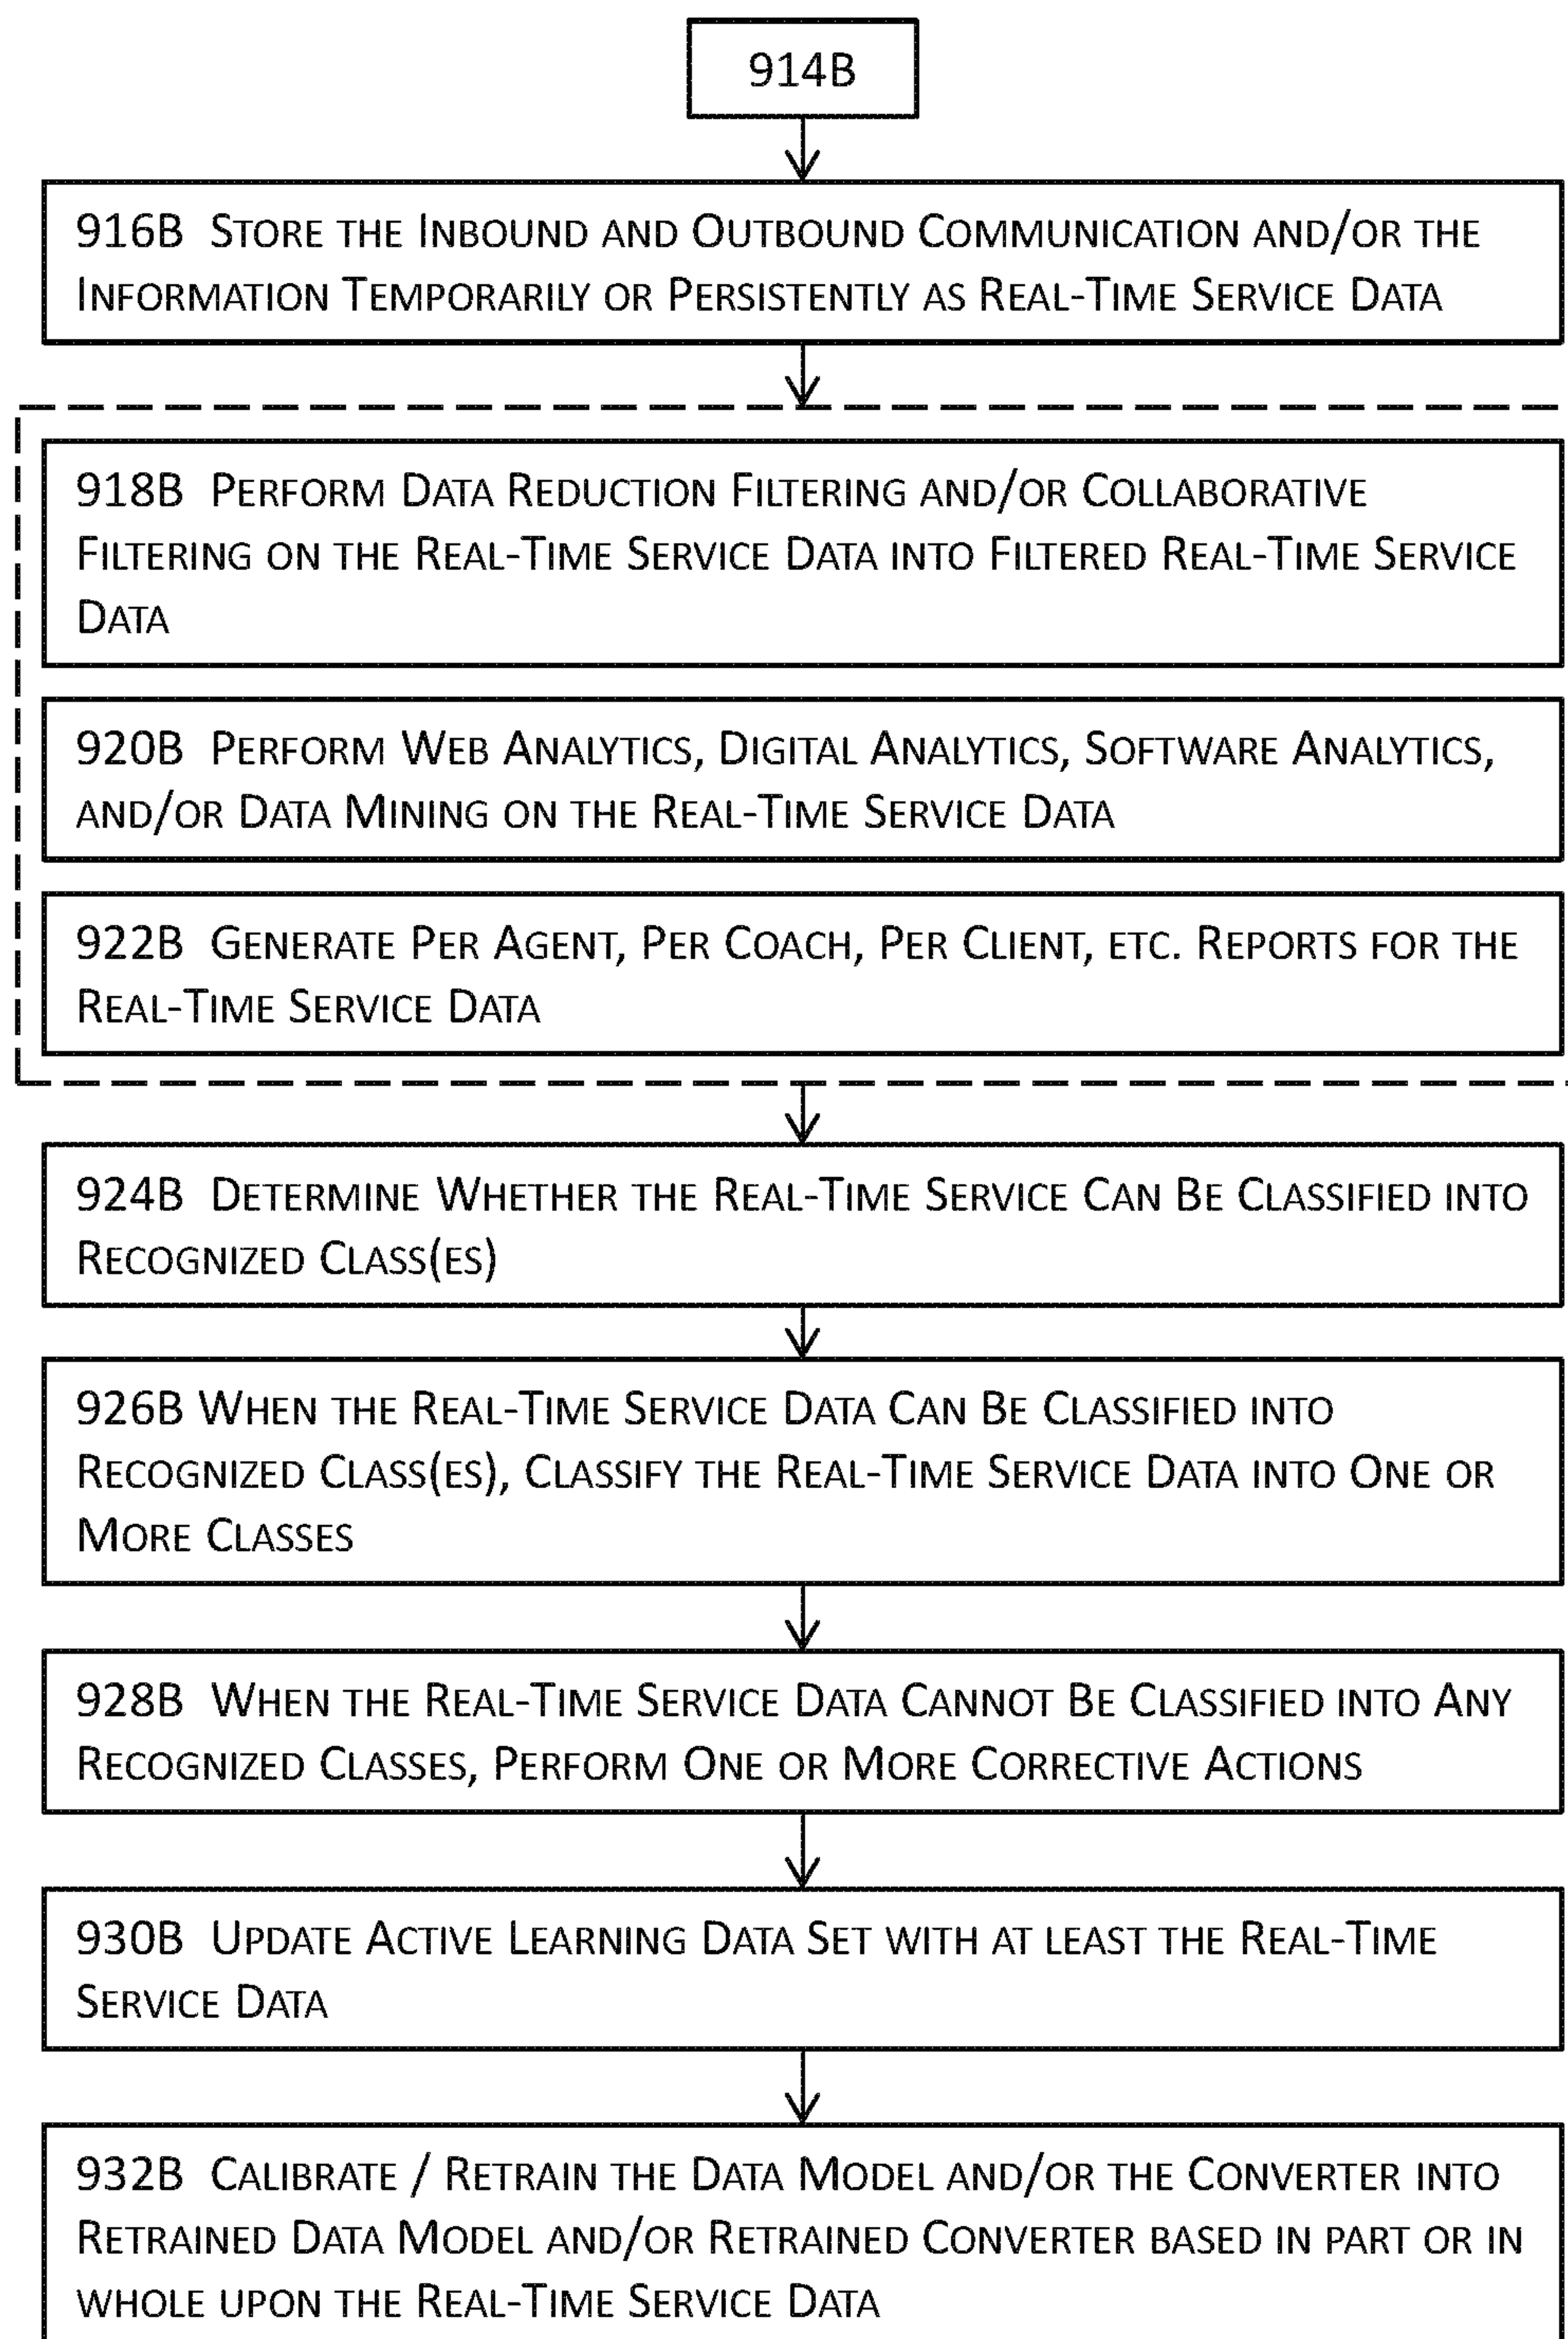 914B
916B STORE THE INBOUND AND OUTBOUND COMMUNICATION AND/OR THE
INFORMATION TEMPORARILY OR PERSISTENTLY AS REAL-TIME SERVICE DATA
918B PERFORM DATA REDUCTION FILTERING AND/OR COLLABORATIVE
FILTERING ON THE REAL-TIME SERVICE DATA INTO FILTERED REAL-TIME SERVICE
DATA
920B PERFORM WEB ANALYTICS, DIGITAL ANALYTICS, SOFTWARE ANALYTICS,
AND/OR DATA MINING ON THE REAL-TIME SERVICE DATA
922B GENERATE PER AGENT, PER COACH, PER CLIENT, ETC. REPORTS FOR THE
REAL-TIME SERVICE DATA
924B DETERMINE WHETHER THE REAL-TIME SERVICE CAN BE CLASSIFIED INTO
RECOGNIZED CLASS(ES)
926B WHEN THE REAL-TIME SERVICE DATA CAN BE CLASSIFIED INTO
RECOGNIZED CLASS(ES), CLASSIFY THE REAL-TIME SERVICE DATA INTO ONE OR
MORE CLASSES
928B WHEN THE REAL-TIME SERVICE DATA CANNOT BE CLASSIFIED INTO ANY
RECOGNIZED CLASSES, PERFORM ONE OR MORE CORRECTIVE ACTIONS
930B UPDATE ACTIVE LEARNING DATA SET WITH AT LEAST THE REAL-TIME
SERVICE DATA
932B CALIBRATE / RETRAIN THE DATA MODEL AND/OR THE CONVERTER INTO
RETRAINED DATA MODEL AND/OR RETRAINED CONVERTER BASED IN PART OR IN
WHOLE UPON THE REAL-TIME SERVICE DATA